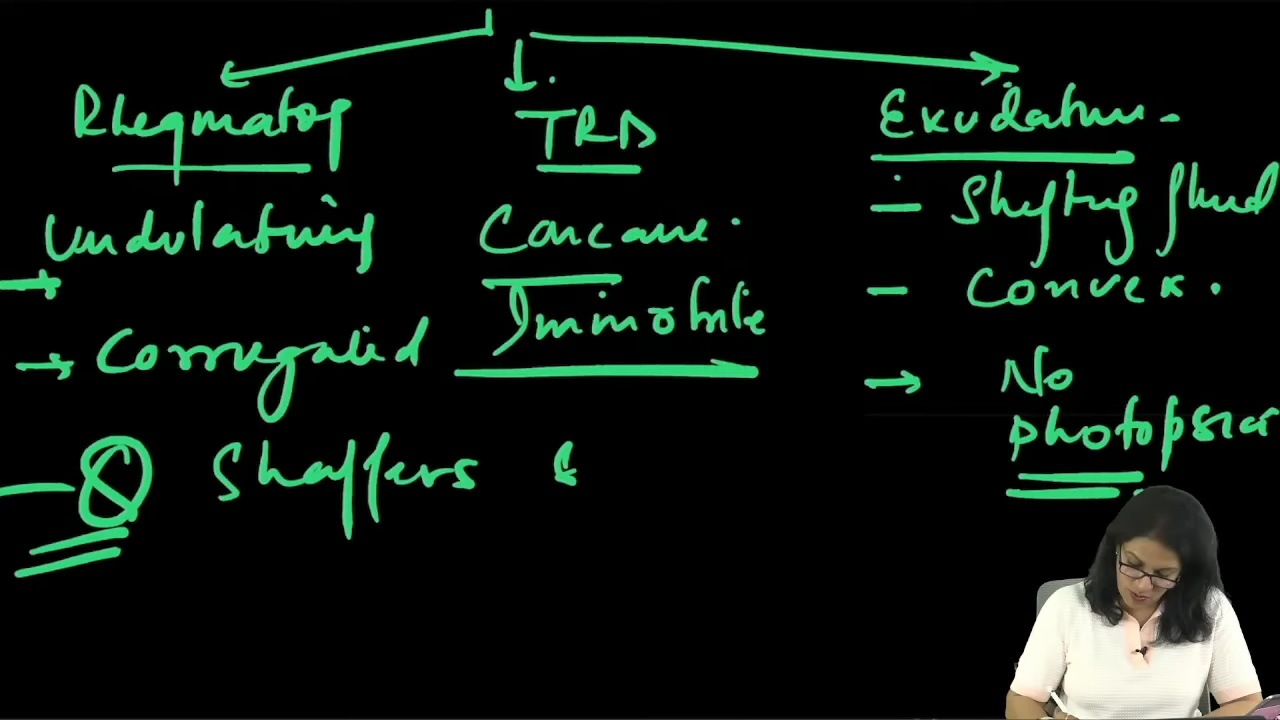 Rhegmatog
Undulating
→ Corrugated
Shaffers s
TRD
Concave.
Immobile
Exudative.
- Shifting fluid
- Convex.
→ No
photopsia